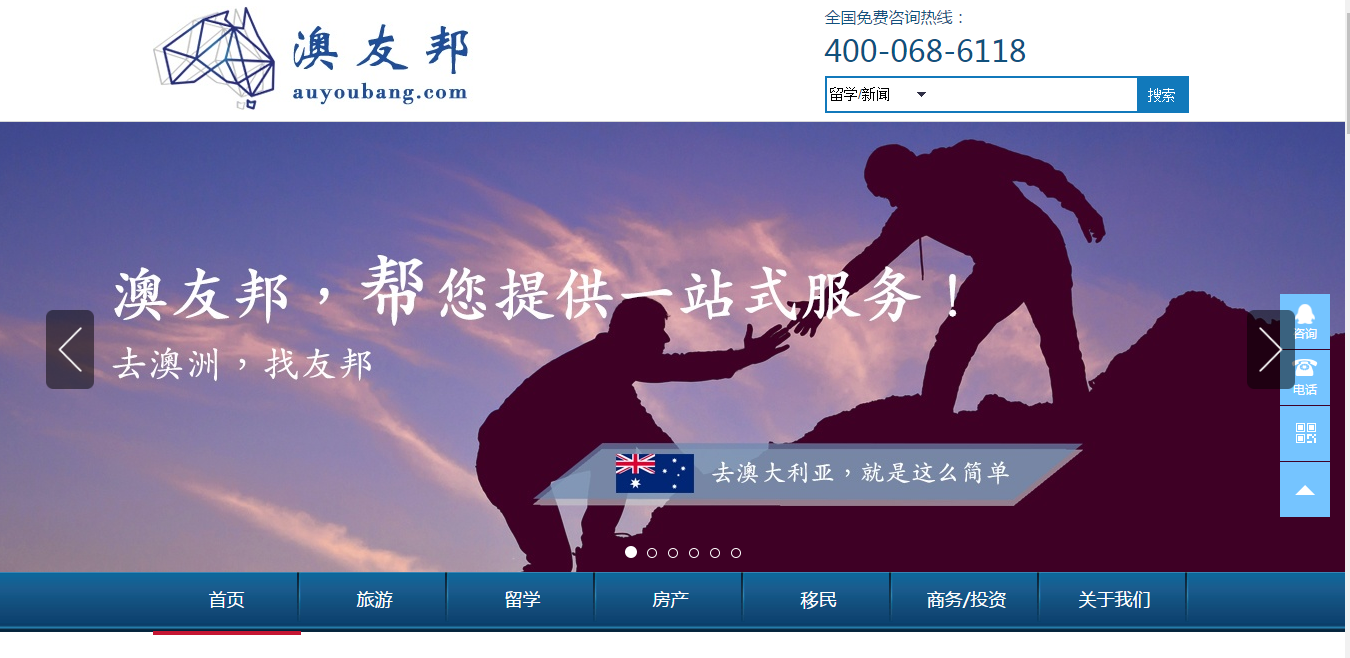 澳友邦
auyoubang.com
全国免费咨询热线：
400-068-6118
留学/新闻
搜索
澳友邦，帮您提供一站式服务！
去澳洲，找友邦
咨询
电话
去澳大利亚，就是这么简单
首页 旅游 留学 房产 移民 商务/投资 关于我们